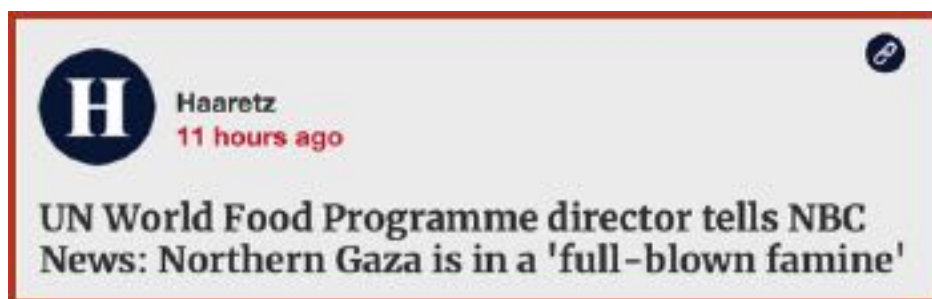 H
Haaretz
11 hours ago
UN World Food Programme director tells NBC
News: Northern Gaza is in a 'full-blown famine'